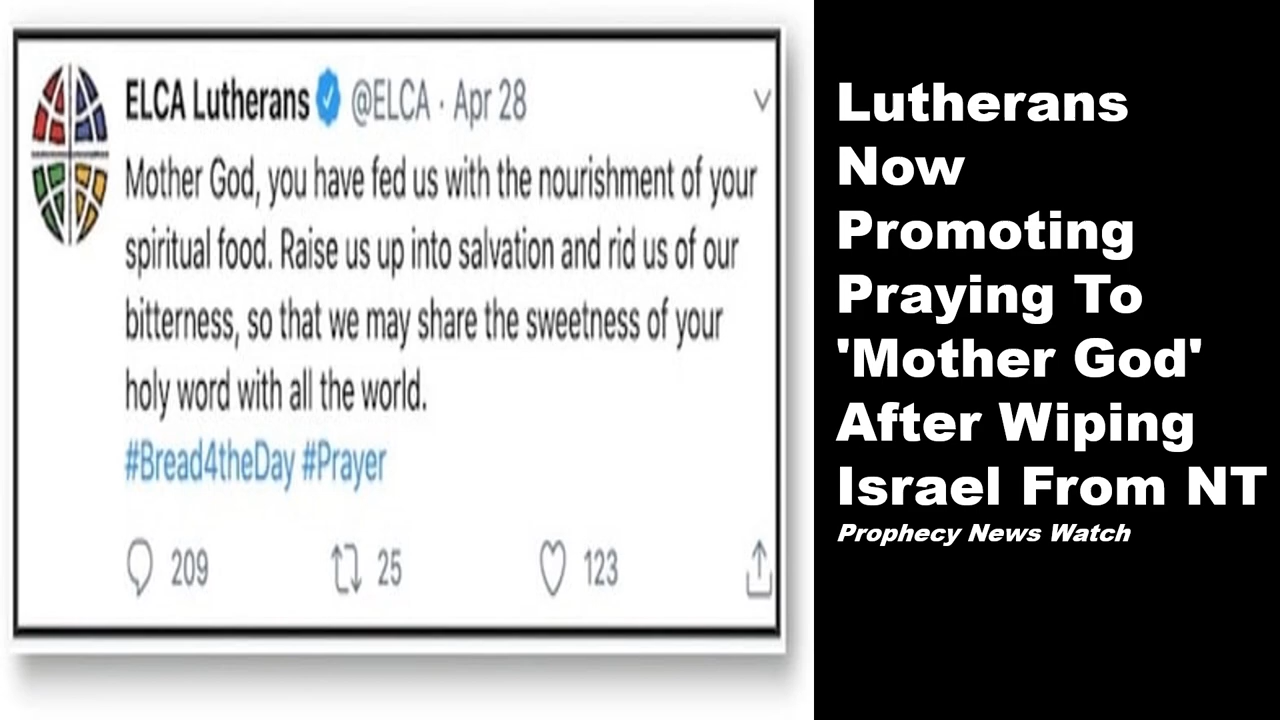 ELCA Lutherans @ELCA · Apr 28
Mother God, you have fed us with the nourishment of your
spiritual food. Raise us up into salvation and rid us of our
bitterness, so that we may share the sweetness of your
holy word with all the world.
#Bread4theDay #Prayer
209 25 123
Lutherans
Now
Promoting
Praying To
'Mother God'
After Wiping
Israel From NT
Prophecy News Watch